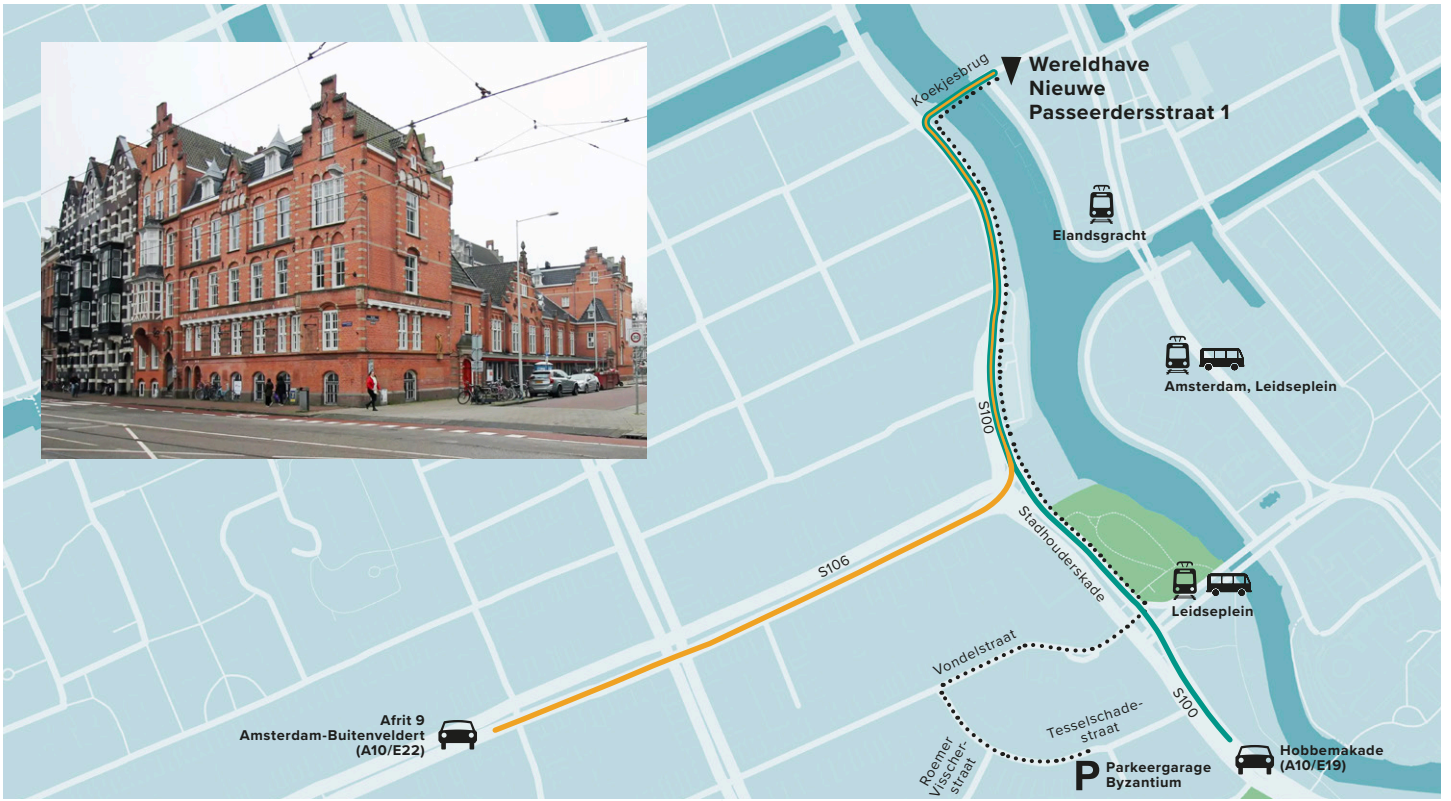 Koekjesbrug
Wereldhave
Nieuwe
Passeerdersstraat 1
Elandsgracht
Amsterdam, Leidseplein
S100
Stadhouderskade
S106
Leidseplein
Vondelstraat
S100
Afrit 9
Amsterdam-Buitenveldert
(A10/E22)
Tesselschade-
straat
Roemer
Visscher-
straat
P Parkeergarage
Byzantium
Hobbemakade
(A10/E19)